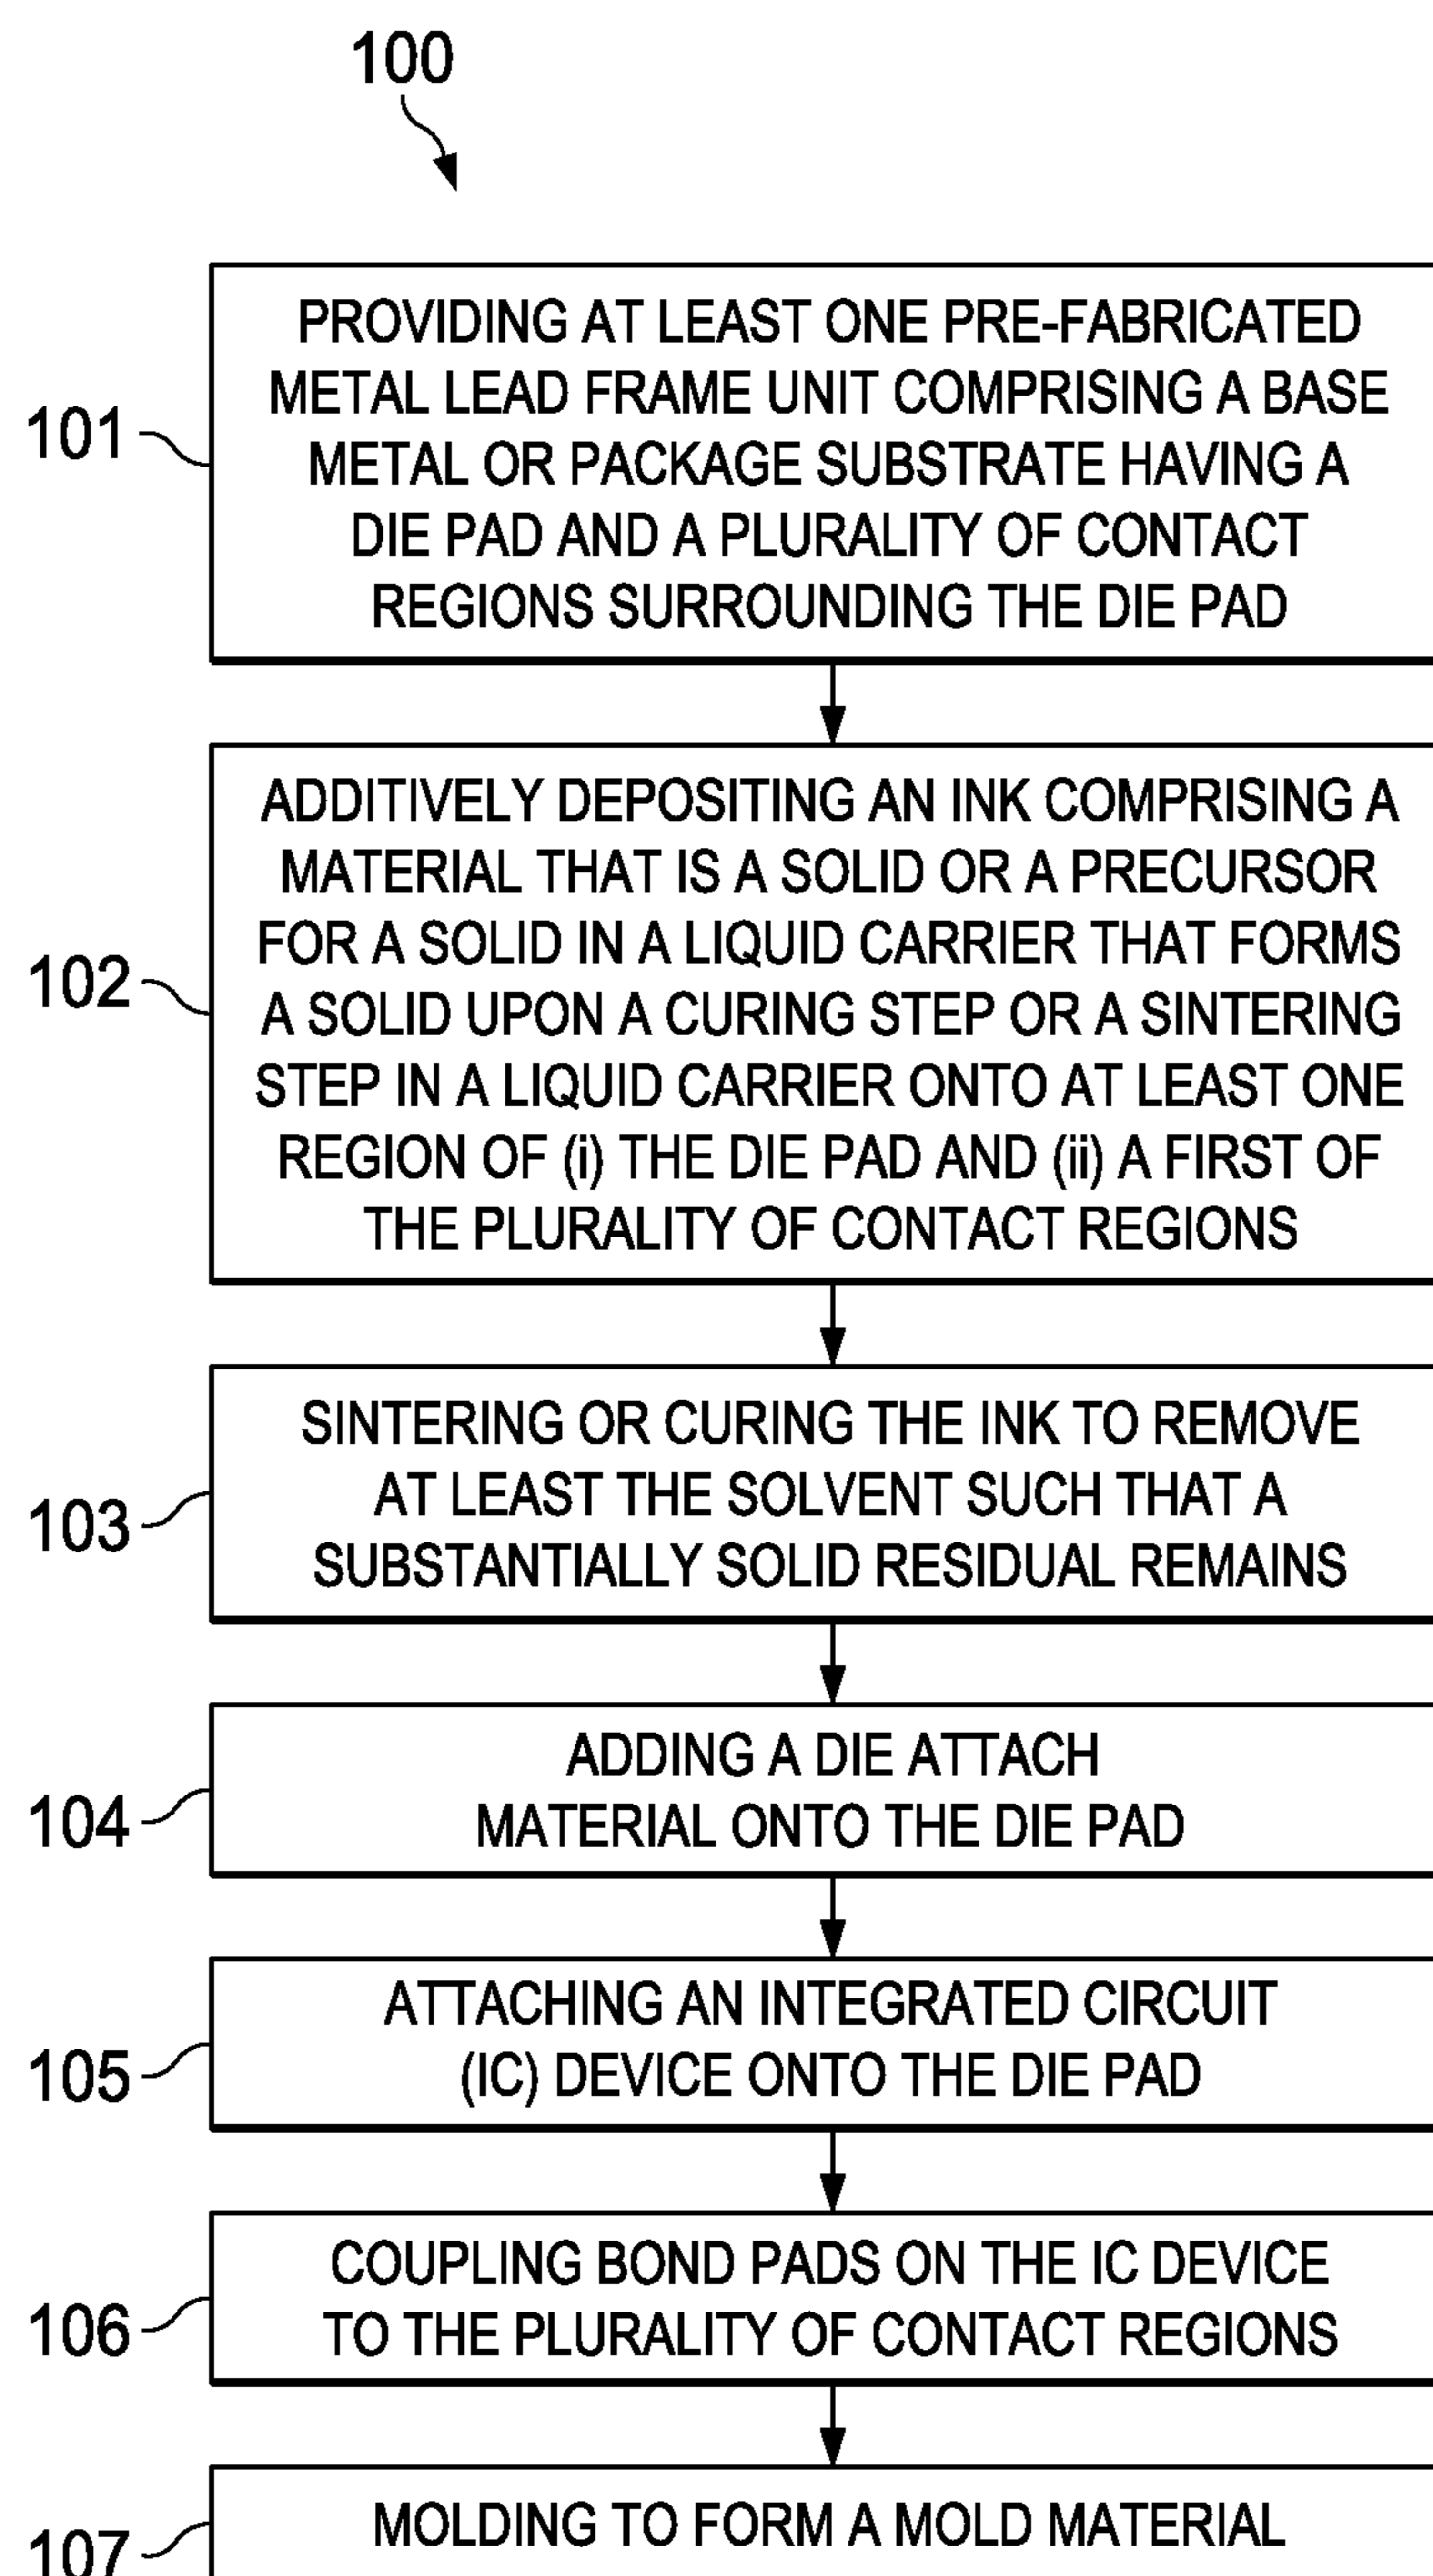 100
101
PROVIDING AT LEAST ONE PRE-FABRICATED
METAL LEAD FRAME UNIT COMPRISING A BASE
METAL OR PACKAGE SUBSTRATE HAVING A
DIE PAD AND A PLURALITY OF CONTACT
REGIONS SURROUNDING THE DIE PAD
102
ADDITIVELY DEPOSITING AN INK COMPRISING A
MATERIAL THAT IS A SOLID OR A PRECURSOR
FOR A SOLID IN A LIQUID CARRIER THAT FORMS
A SOLID UPON A CURING STEP OR A SINTERING
STEP IN A LIQUID CARRIER ONTO AT LEAST ONE
REGION OF (i) THE DIE PAD AND (ii) A FIRST OF
THE PLURALITY OF CONTACT REGIONS
103
SINTERING OR CURING THE INK TO REMOVE
AT LEAST THE SOLVENT SUCH THAT A
SUBSTANTIALLY SOLID RESIDUAL REMAINS
104
ADDING A DIE ATTACH
MATERIAL ONTO THE DIE PAD
105
ATTACHING AN INTEGRATED CIRCUIT
(IC) DEVICE ONTO THE DIE PAD
106
COUPLING BOND PADS ON THE IC DEVICE
TO THE PLURALITY OF CONTACT REGIONS
107
MOLDING TO FORM A MOLD MATERIAL